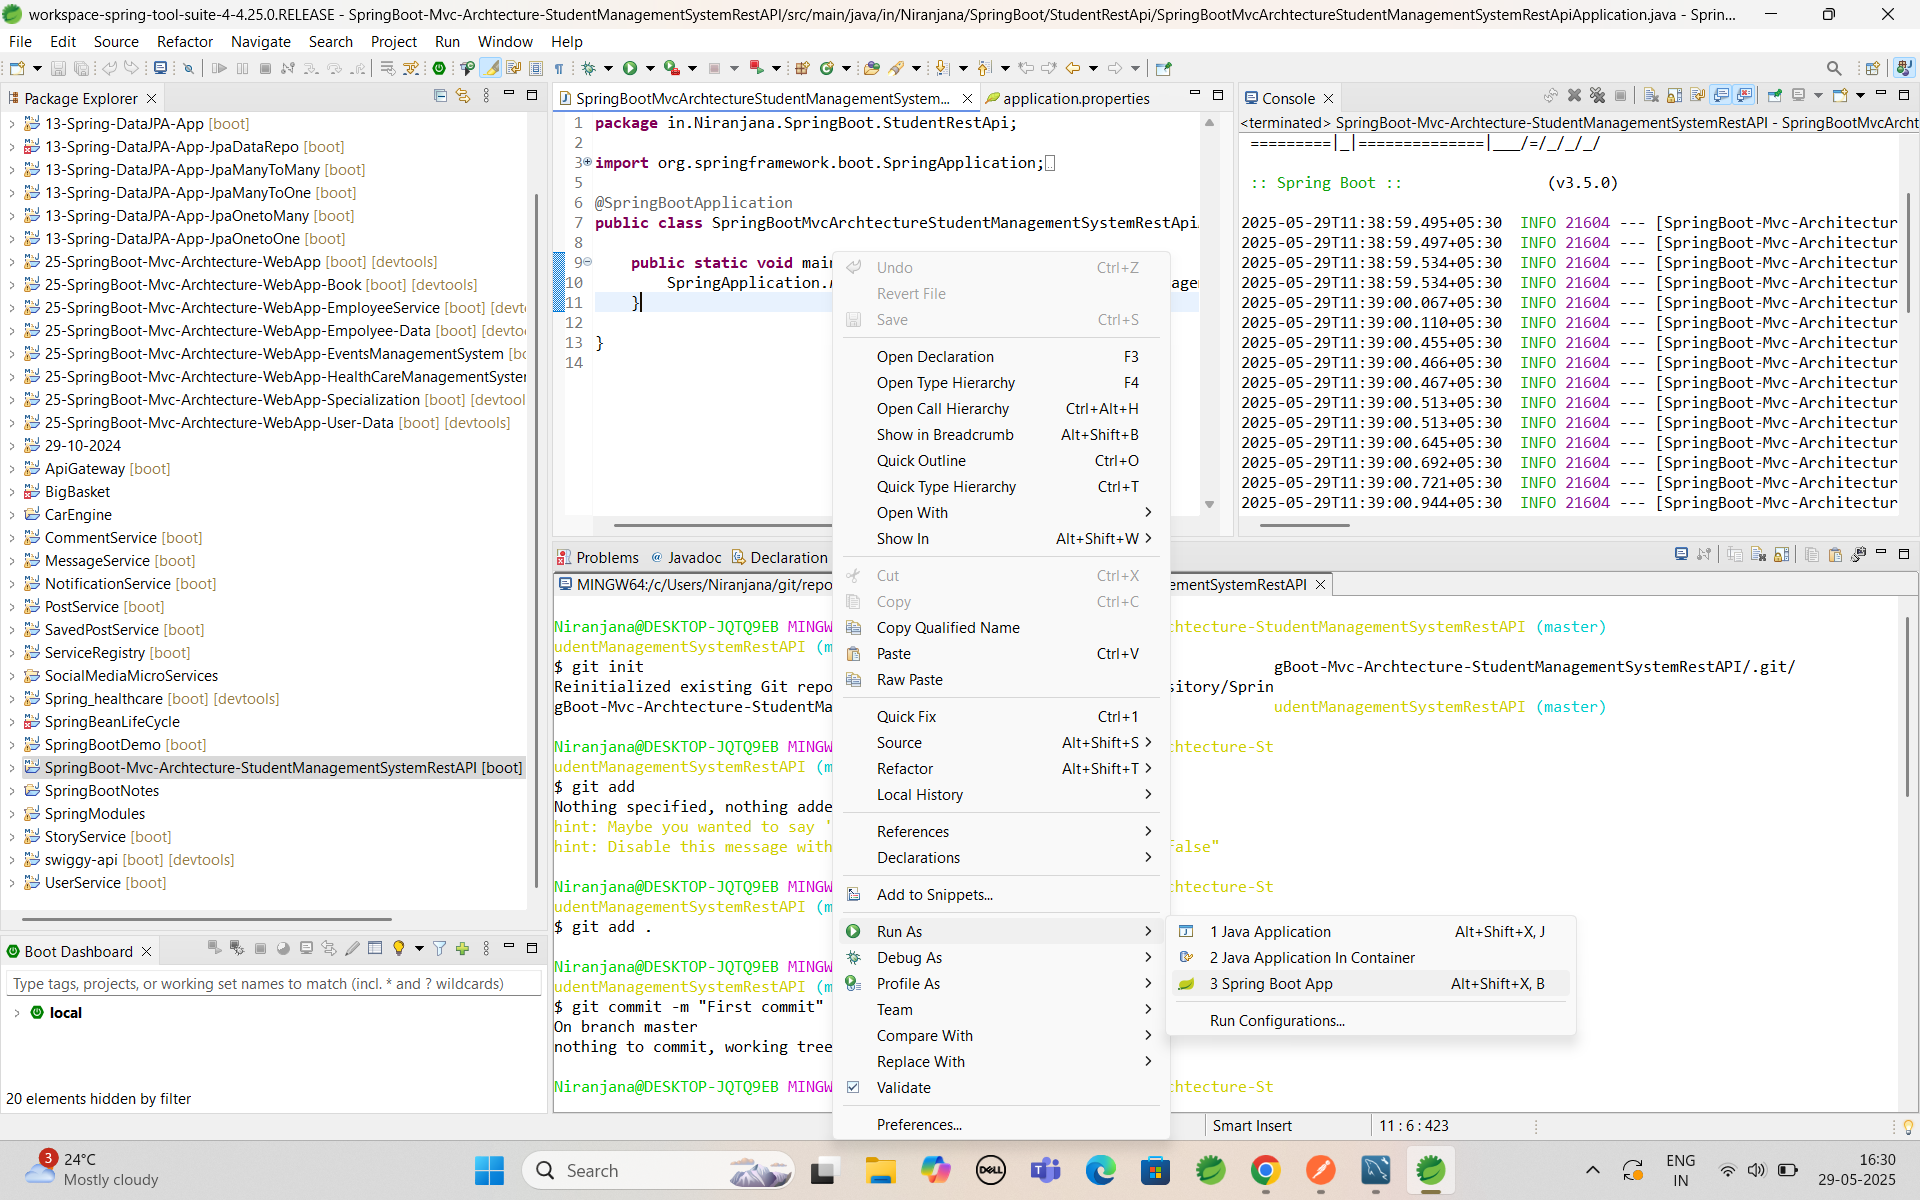 workspace-spring-tool-suite-4-4.25.0.RELEASE - SpringBoot-Mvc-Archtecture-StudentManagementSystemRestAPI/src/main/java/in/Niranjana/SpringBoot/StudentRestApi/SpringBootMvcArchtectureStudentManagementSystemRestApiApplication.java - Sprin...
File Edit Source Refactor Navigate Search Project Run Window Help
Package Explorer
13-Spring-DataJPA-App [boot]
13-Spring-DataJPA-App-JpaDataRepo [boot]
13-Spring-DataJPA-App-JpaManyToMany [boot]
13-Spring-DataJPA-App-JpaManyToOne [boot]
13-Spring-DataJPA-App-JpaOnetoMany [boot]
13-Spring-DataJPA-App-JpaOnetoOne [boot]
25-SpringBoot-Mvc-Archtecture-WebApp [boot] [devtools]
25-SpringBoot-Mvc-Archtecture-WebApp-Book [boot] [devtools]
25-SpringBoot-Mvc-Archtecture-WebApp-EmployeeService [boot] [devt
25-SpringBoot-Mvc-Archtecture-WebApp-Empolyee-Data [boot] [devto
25-SpringBoot-Mvc-Archtecture-WebApp-EventsManagementSystem [bo
25-SpringBoot-Mvc-Archtecture-WebApp-HealthCareManagementSyster
25-SpringBoot-Mvc-Archtecture-WebApp-Specialization [boot] [devtool
25-SpringBoot-Mvc-Archtecture-WebApp-User-Data [boot] [devtools]
29-10-2024
ApiGateway [boot]
BigBasket
CarEngine
CommentService [boot]
MessageService [boot]
NotificationService [boot]
PostService [boot]
SavedPostService [boot]
ServiceRegistry [boot]
SocialMediaMicroServices
Spring_healthcare [boot] [devtools]
SpringBeanLifeCycle
SpringBootDemo [boot]
SpringBoot-Mvc-Archtecture-StudentManagementSystemRestAPI [boot]
SpringBootNotes
SpringModules
StoryService [boot]
swiggy-api [boot] [devtools]
UserService [boot]
Boot Dashboard
Type tags, projects, or working set names to match (incl. * and ? wildcards)
local
20 elements hidden by filter
SpringBootMvcArchtectureStudentManagementSystem...
application.properties
1 package in.Niranjana.SpringBoot.StudentRestApi;
2
3 import org.springframework.boot.SpringApplication;
5
6 @SpringBootApplication
7 public class SpringBootMvcArchtectureStudentManagementSystemRestApi
8
9 public static void main
10 SpringApplication. agem
11 }
12
13 }
14
Console
<terminated> SpringBoot-Mvc-Archtecture-StudentManagementSystemRestAPI - SpringBootMvcArcht
=========|_|==============|___/=/_/_/_/
:: Spring Boot :: (v3.5.0)
2025-05-29T11:38:59.495+05:30 INFO 21604 --- [SpringBoot-Mvc-Architectur
2025-05-29T11:38:59.497+05:30 INFO 21604 --- [SpringBoot-Mvc-Architectur
2025-05-29T11:38:59.534+05:30 INFO 21604 --- [SpringBoot-Mvc-Architectur
2025-05-29T11:38:59.534+05:30 INFO 21604 --- [SpringBoot-Mvc-Architectur
2025-05-29T11:39:00.067+05:30 INFO 21604 --- [SpringBoot-Mvc-Architectur
2025-05-29T11:39:00.110+05:30 INFO 21604 --- [SpringBoot-Mvc-Architectur
2025-05-29T11:39:00.455+05:30 INFO 21604 --- [SpringBoot-Mvc-Architectur
2025-05-29T11:39:00.466+05:30 INFO 21604 --- [SpringBoot-Mvc-Architectur
2025-05-29T11:39:00.467+05:30 INFO 21604 --- [SpringBoot-Mvc-Architectur
2025-05-29T11:39:00.513+05:30 INFO 21604 --- [SpringBoot-Mvc-Architectur
2025-05-29T11:39:00.513+05:30 INFO 21604 --- [SpringBoot-Mvc-Architectur
2025-05-29T11:39:00.645+05:30 INFO 21604 --- [SpringBoot-Mvc-Architectur
2025-05-29T11:39:00.692+05:30 INFO 21604 --- [SpringBoot-Mvc-Architectur
2025-05-29T11:39:00.721+05:30 INFO 21604 --- [SpringBoot-Mvc-Architectur
2025-05-29T11:39:00.944+05:30 INFO 21604 --- [SpringBoot-Mvc-Architectur
Problems Javadoc Declaration
MINGW64:/c/Users/Niranjana/git/repo ementSystemRestAPI
Niranjana@DESKTOP-JQTQ9EB MINGW chtecture-StudentManagementSystemRestAPI (master)
udentManagementSystemRestAPI (m
$ git init gBoot-Mvc-Archtecture-StudentManagementSystemRestAPI/.git/
Reinitialized existing Git repo sitory/Sprin
gBoot-Mvc-Archtecture-StudentMa udentManagementSystemRestAPI (master)
Niranjana@DESKTOP-JQTQ9EB MINGW chtecture-St
udentManagementSystemRestAPI (m
$ git add
Nothing specified, nothing adde
hint: Maybe you wanted to say '
hint: Disable this message with false"
Niranjana@DESKTOP-JQTQ9EB MINGW chtecture-St
udentManagementSystemRestAPI (m
$ git add .
Niranjana@DESKTOP-JQTQ9EB MINGW chtecture-St
udentManagementSystemRestAPI (m
$ git commit -m "First commit"
On branch master
nothing to commit, working tree
Niranjana@DESKTOP-JQTQ9EB MINGW chtecture-St
Undo Ctrl+Z
Revert File
Save Ctrl+S
Open Declaration F3
Open Type Hierarchy F4
Open Call Hierarchy Ctrl+Alt+H
Show in Breadcrumb Alt+Shift+B
Quick Outline Ctrl+O
Quick Type Hierarchy Ctrl+T
Open With
Show In Alt+Shift+W
Cut Ctrl+X
Copy Ctrl+C
Copy Qualified Name
Paste Ctrl+V
Raw Paste
Quick Fix Ctrl+1
Source Alt+Shift+S
Refactor Alt+Shift+T
Local History
References
Declarations
Add to Snippets...
Run As
Debug As
Profile As
Team
Compare With
Replace With
Validate
Preferences...
1 Java Application Alt+Shift+X, J
2 Java Application In Container
3 Spring Boot App Alt+Shift+X, B
Run Configurations...
Smart Insert 11 : 6 : 423
3
24°C
Mostly cloudy
Search
DELL
ENG
IN
16:30
29-05-2025